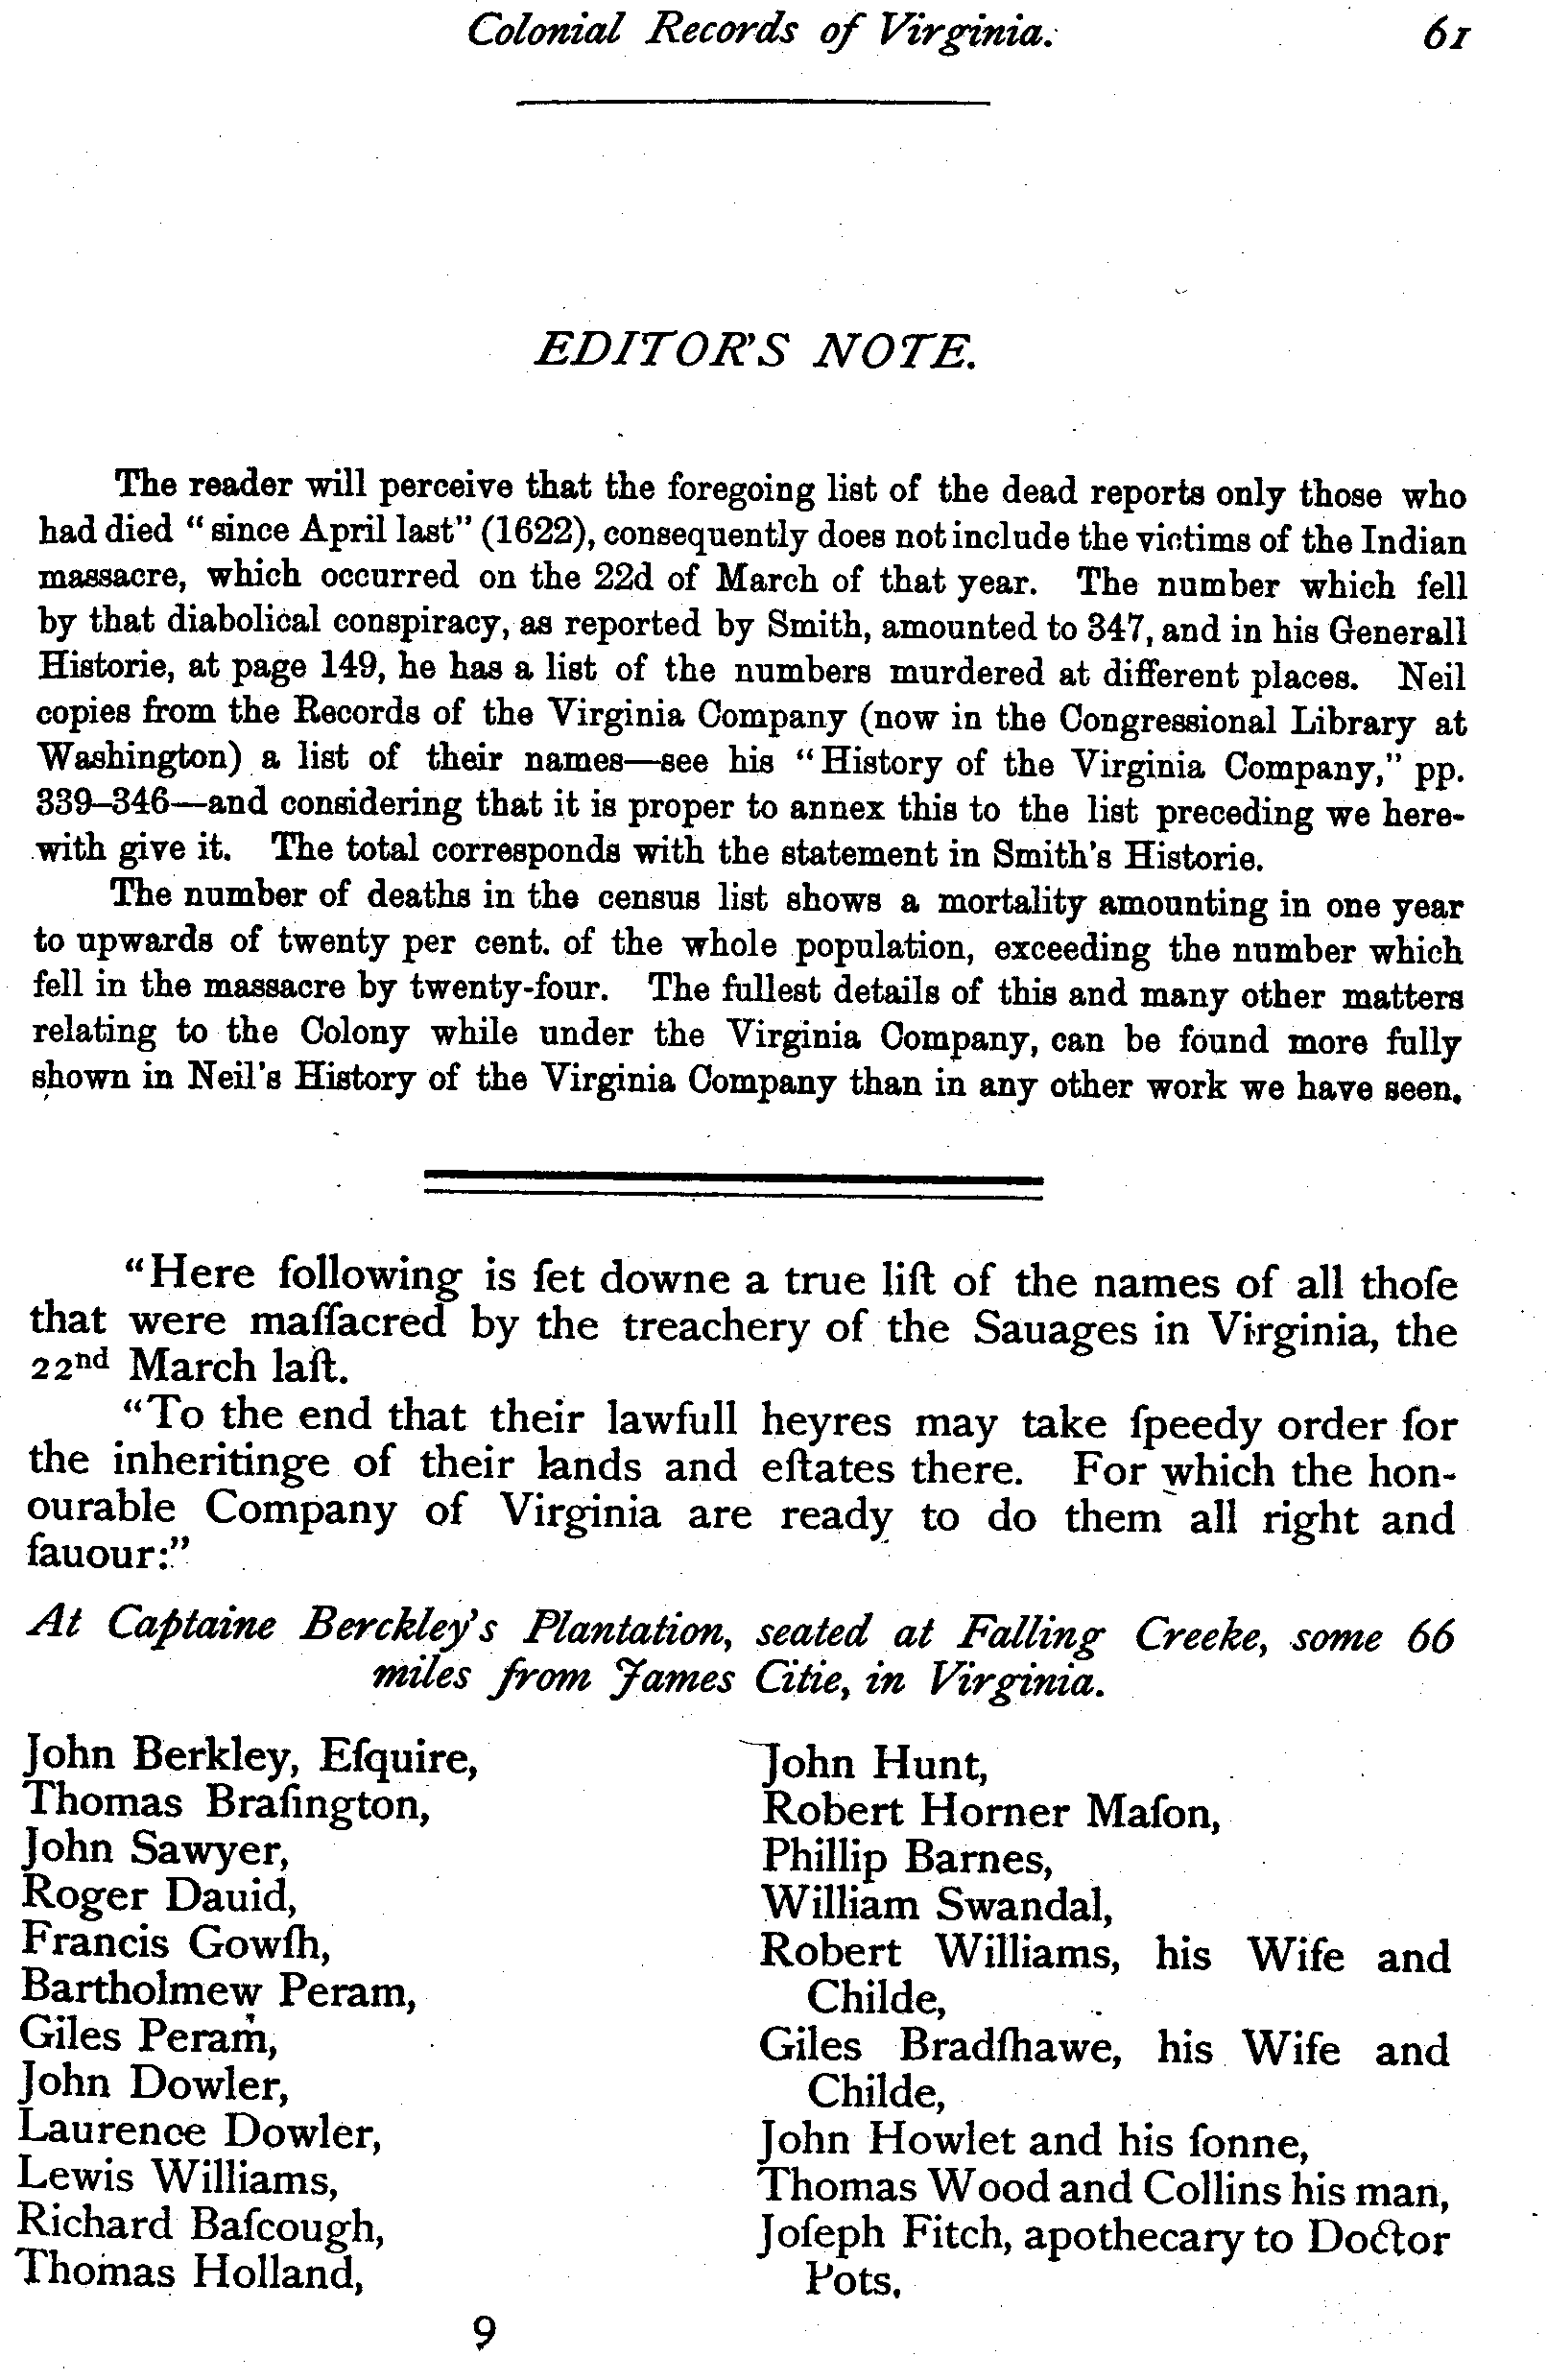 Colonial Records of Virginia. 61
EDITOR'S NOTE.
The reader will perceive that the foregoing list of the dead reports only those who
had died “since April last” (1622), consequently does not include the victims of the Indian
massacre, which occurred on the 22d of March of that year. The number which fell
by that diabolical conspiracy, as reported by Smith, amounted to 347, and in his Generall
Historie, at page 149, he has a list of the numbers murdered at different places. Neil
copies from the Records of the Virginia Company (now in the Congressional Library at
Washington) a list of their names—see his “History of the Virginia Company,” pp.
339–346—and considering that it is proper to annex this to the list preceding we here-
with give it. The total corresponds with the statement in Smith's Historie.
The number of deaths in the census list shows a mortality amounting in one year
to upwards of twenty per cent. of the whole population, exceeding the number which
fell in the massacre by twenty-four. The fullest details of this and many other matters
relating to the Colony while under the Virginia Company, can be found more fully
shown in Neil's History of the Virginia Company than in any other work we have seen.
“Here following is ſet downe a true liſt of the names of all thoſe
that were maſſacred by the treachery of the Sauages in Virginia, the
22nd March laſt.
“To the end that their lawfull heyres may take ſpeedy order for
the inheritinge of their lands and eſtates there. For which the hon-
ourable Company of Virginia are ready to do them all right and
fauour:”
At Captaine Berckley's Plantation, seated at Falling Creeke, some 66
miles from James Citie, in Virginia.
John Berkley, Eſquire,
Thomas Braſington,
John Sawyer,
Roger Dauid,
Francis Gowſh,
Bartholmew Peram,
Giles Peram,
John Dowler,
Laurence Dowler,
Lewis Williams,
Richard Baſcough,
Thomas Holland,
John Hunt,
Robert Horner Maſon,
Phillip Barnes,
William Swandal,
Robert Williams, his Wife and
Childe,
Giles Bradſhawe, his Wife and
Childe,
John Howlet and his ſonne,
Thomas Wood and Collins his man,
Joſeph Fitch, apothecary to Doctor
Pots.
9